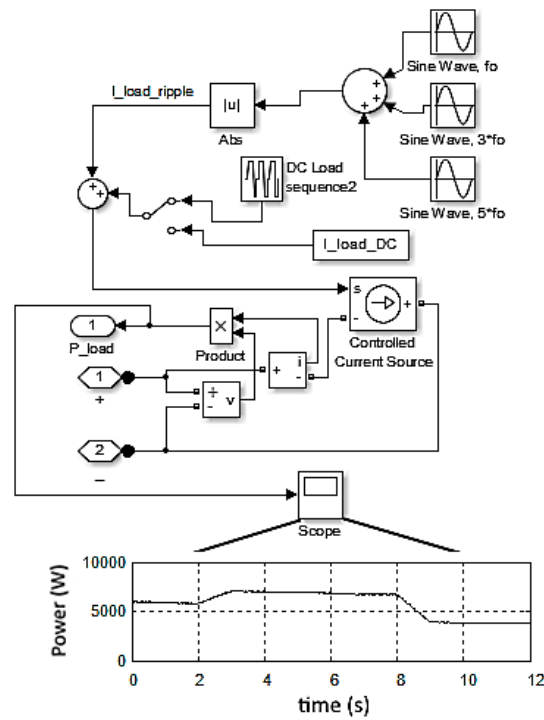 Sine Wave, fo
I_load_ripple
|u|
Abs
+
+
+
Sine Wave, 3*fo
DC Load
sequence2
Sine Wave, 5*fo
+
+
I_load_DC
s
+
-
Controlled
Current Source
1
P_load
×
Product
+ i
-
1
+
+ v
-
2
-
Scope
10000
5000
0
Power (W)
0 2 4 6 8 10 12
time (s)